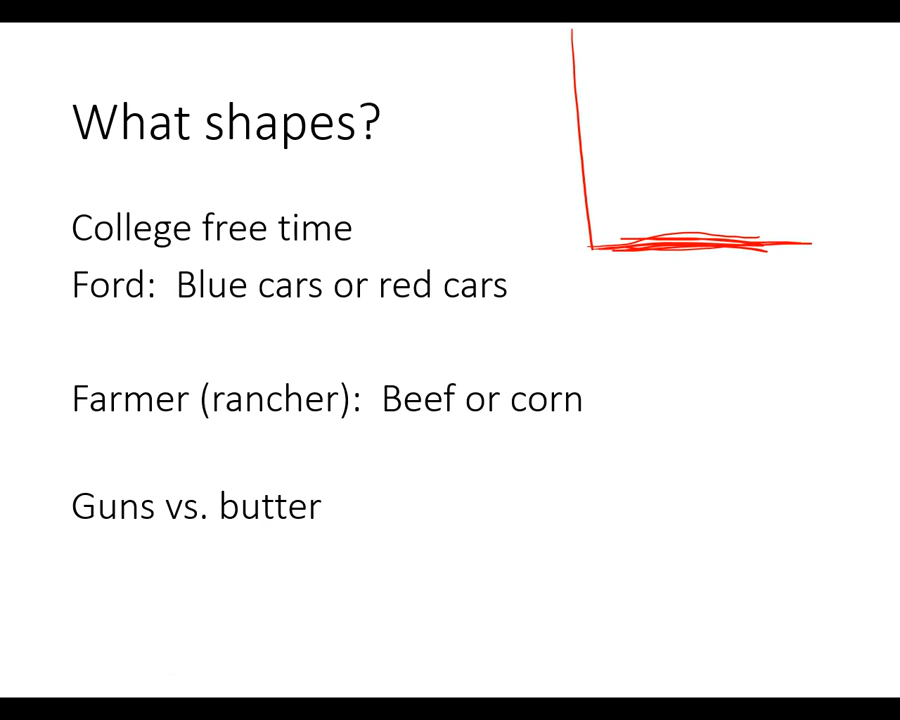 What shapes?
College free time
Ford: Blue cars or red cars
Farmer (rancher): Beef or corn
Guns vs. butter